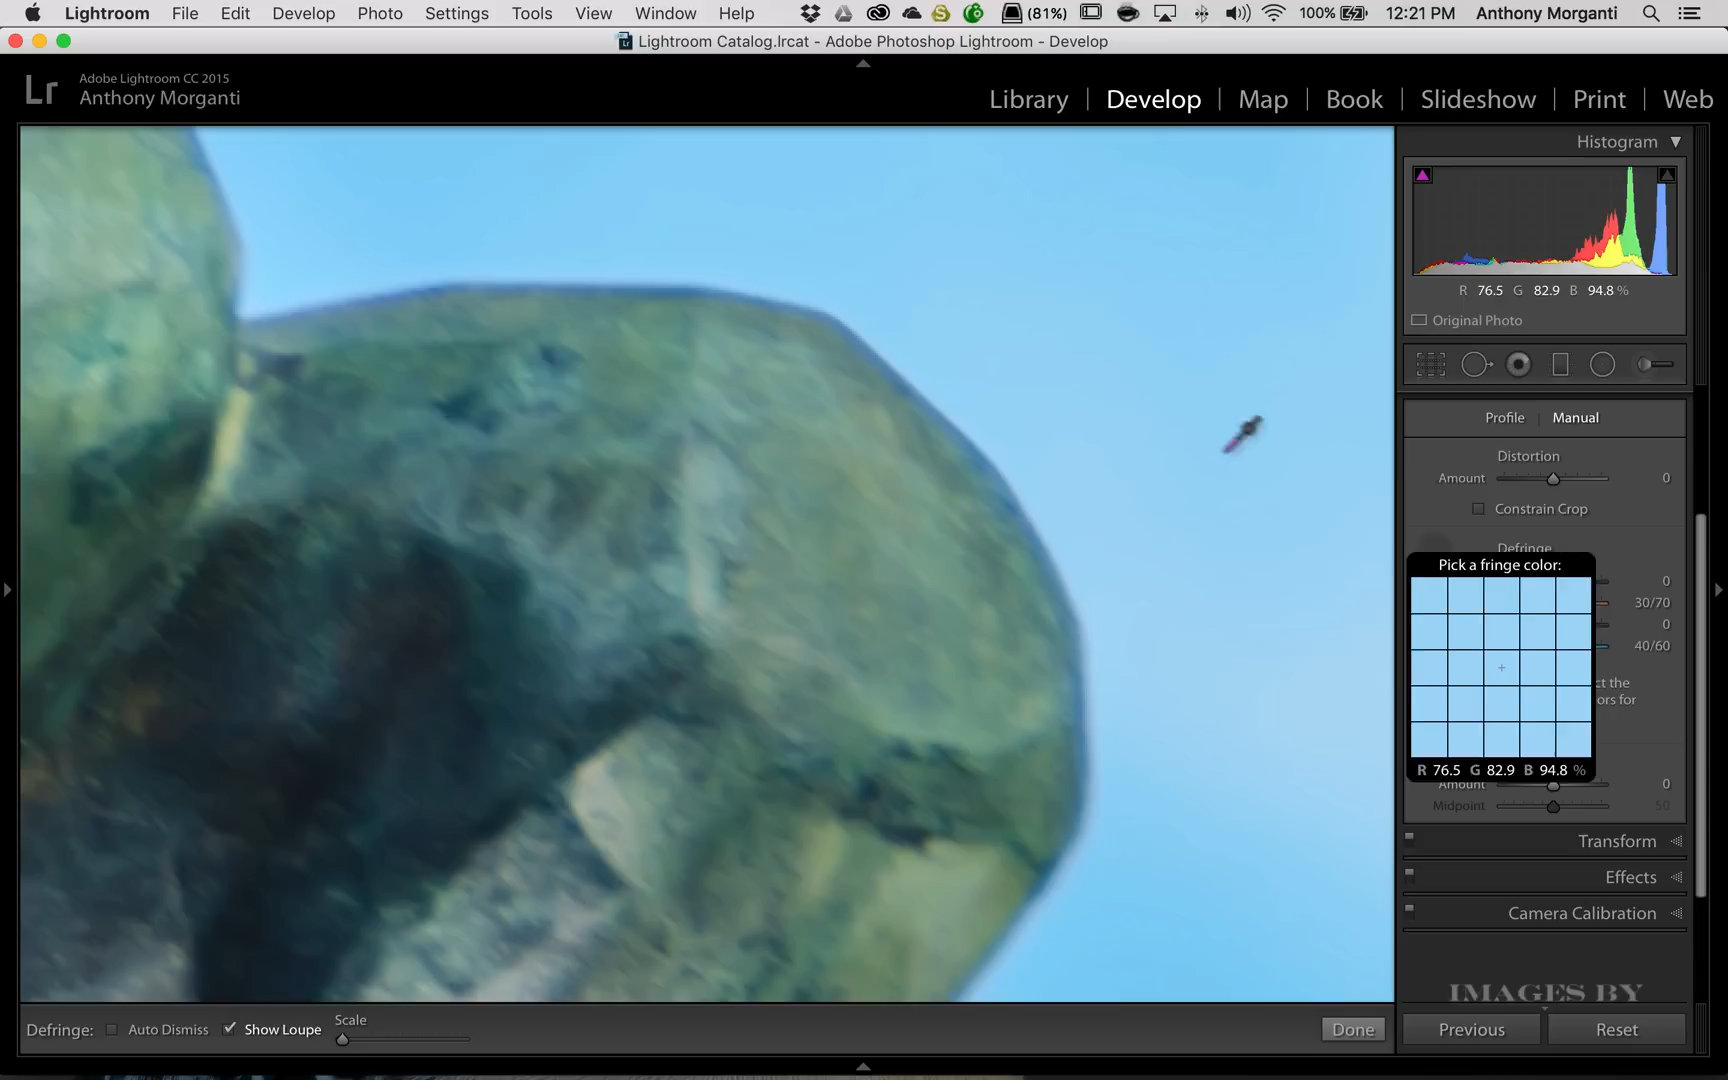 Lightroom File Edit Develop Photo Settings Tools View Window Help (81%) 100% 12:21 PM Anthony Morganti
Lightroom Catalog.lrcat - Adobe Photoshop Lightroom - Develop
Lr Adobe Lightroom CC 2015
Anthony Morganti
Library | Develop | Map | Book | Slideshow | Print | Web
Histogram
R 76.5 G 82.9 B 94.8 %
Original Photo
Profile Manual
Distortion
Amount 0
Constrain Crop
Defringe
Pick a fringe color:
0
30/70
0
40/60
ct the
ors for
R 76.5 G 82.9 B 94.8 %
Amount 0
Midpoint 50
Transform
Effects
Camera Calibration
IMAGES BY
Defringe: Auto Dismiss Show Loupe Scale Done Previous Reset